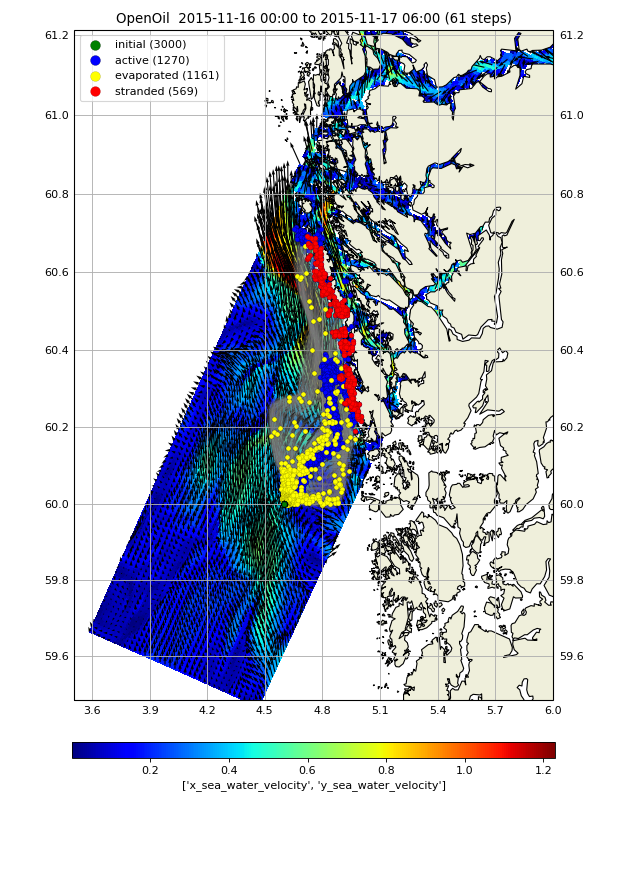 OpenOil  2015-11-16 00:00 to 2015-11-17 06:00 (61 steps)
initial (3000)
active (1270)
evaporated (1161)
stranded (569)
61.2 61.2
61.0 61.0
60.8 60.8
60.6 60.6
60.4 60.4
60.2 60.2
60.0 60.0
59.8 59.8
59.6 59.6
3.6 3.9 4.2 4.5 4.8 5.1 5.4 5.7 6.0
0.2 0.4 0.6 0.8 1.0 1.2
['x_sea_water_velocity', 'y_sea_water_velocity']